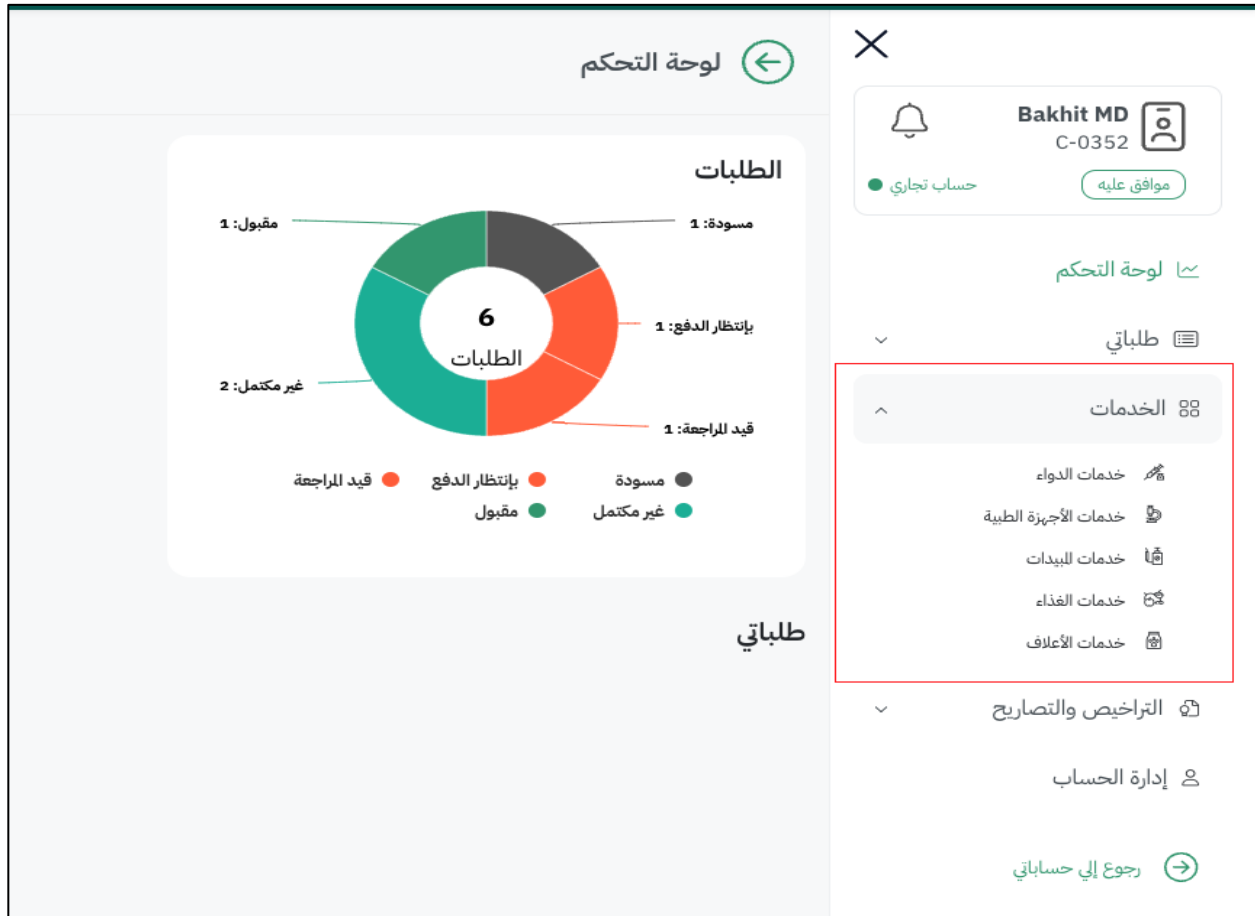 Bakhit MD
C-0352
موافق عليه
حساب تجاري
لوحة التحكم
طلباتي
الخدمات
خدمات الدواء
خدمات الأجهزة الطبية
خدمات المبيدات
خدمات الغذاء
خدمات الأعلاف
التراخيص والتصاريح
إدارة الحساب
رجوع إلي حساباتي
لوحة التحكم
الطلبات
مسودة: 1
مقبول: 1
بإنتظار الدفع: 1
6
الطلبات
غير مكتمل: 2
قيد المراجعة: 1
مسودة بإنتظار الدفع قيد المراجعة
غير مكتمل مقبول
طلباتي